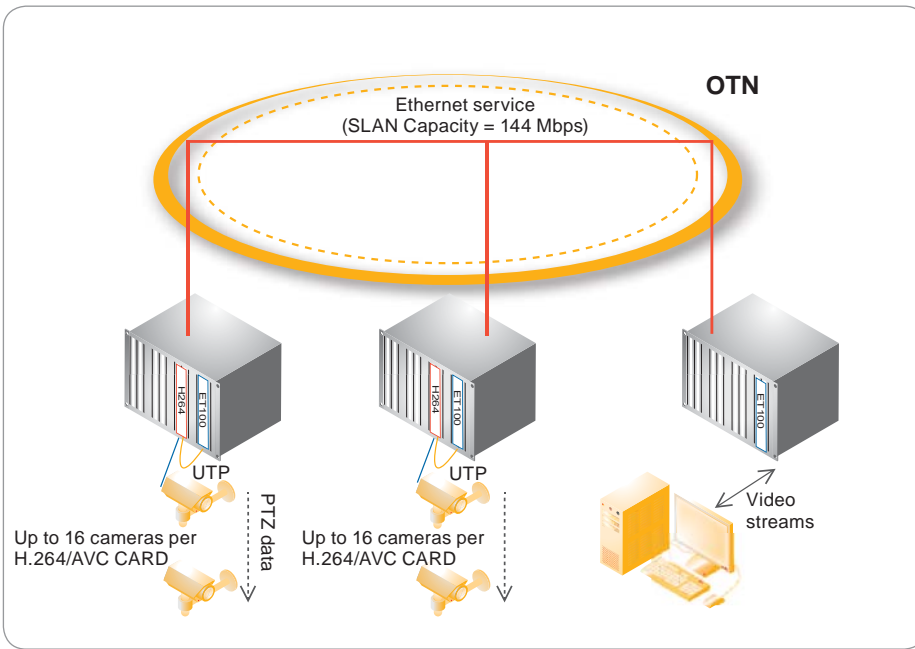 OTN
Ethernet service
(SLAN Capacity = 144 Mbps)
H264
ET100
H264
ET100
ET100
UTP
UTP
PTZ data
Video
streams
Up to 16 cameras per
H.264/AVC CARD
Up to 16 cameras per
H.264/AVC CARD